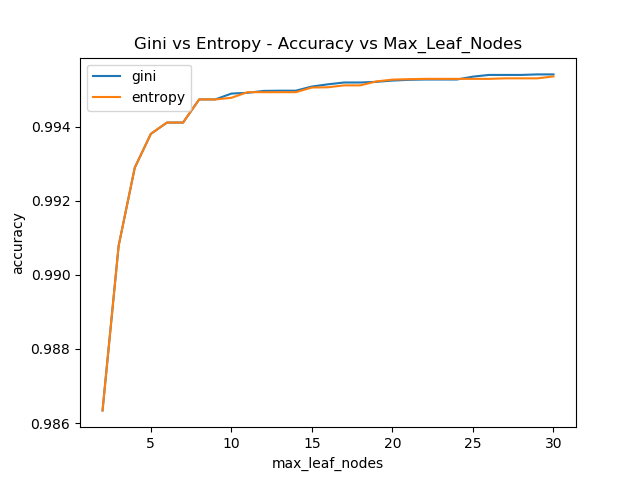 Gini vs Entropy - Accuracy vs Max_Leaf_Nodes
gini
entropy
accuracy
0.994
0.992
0.990
0.988
0.986
5 10 15 20 25 30
max_leaf_nodes